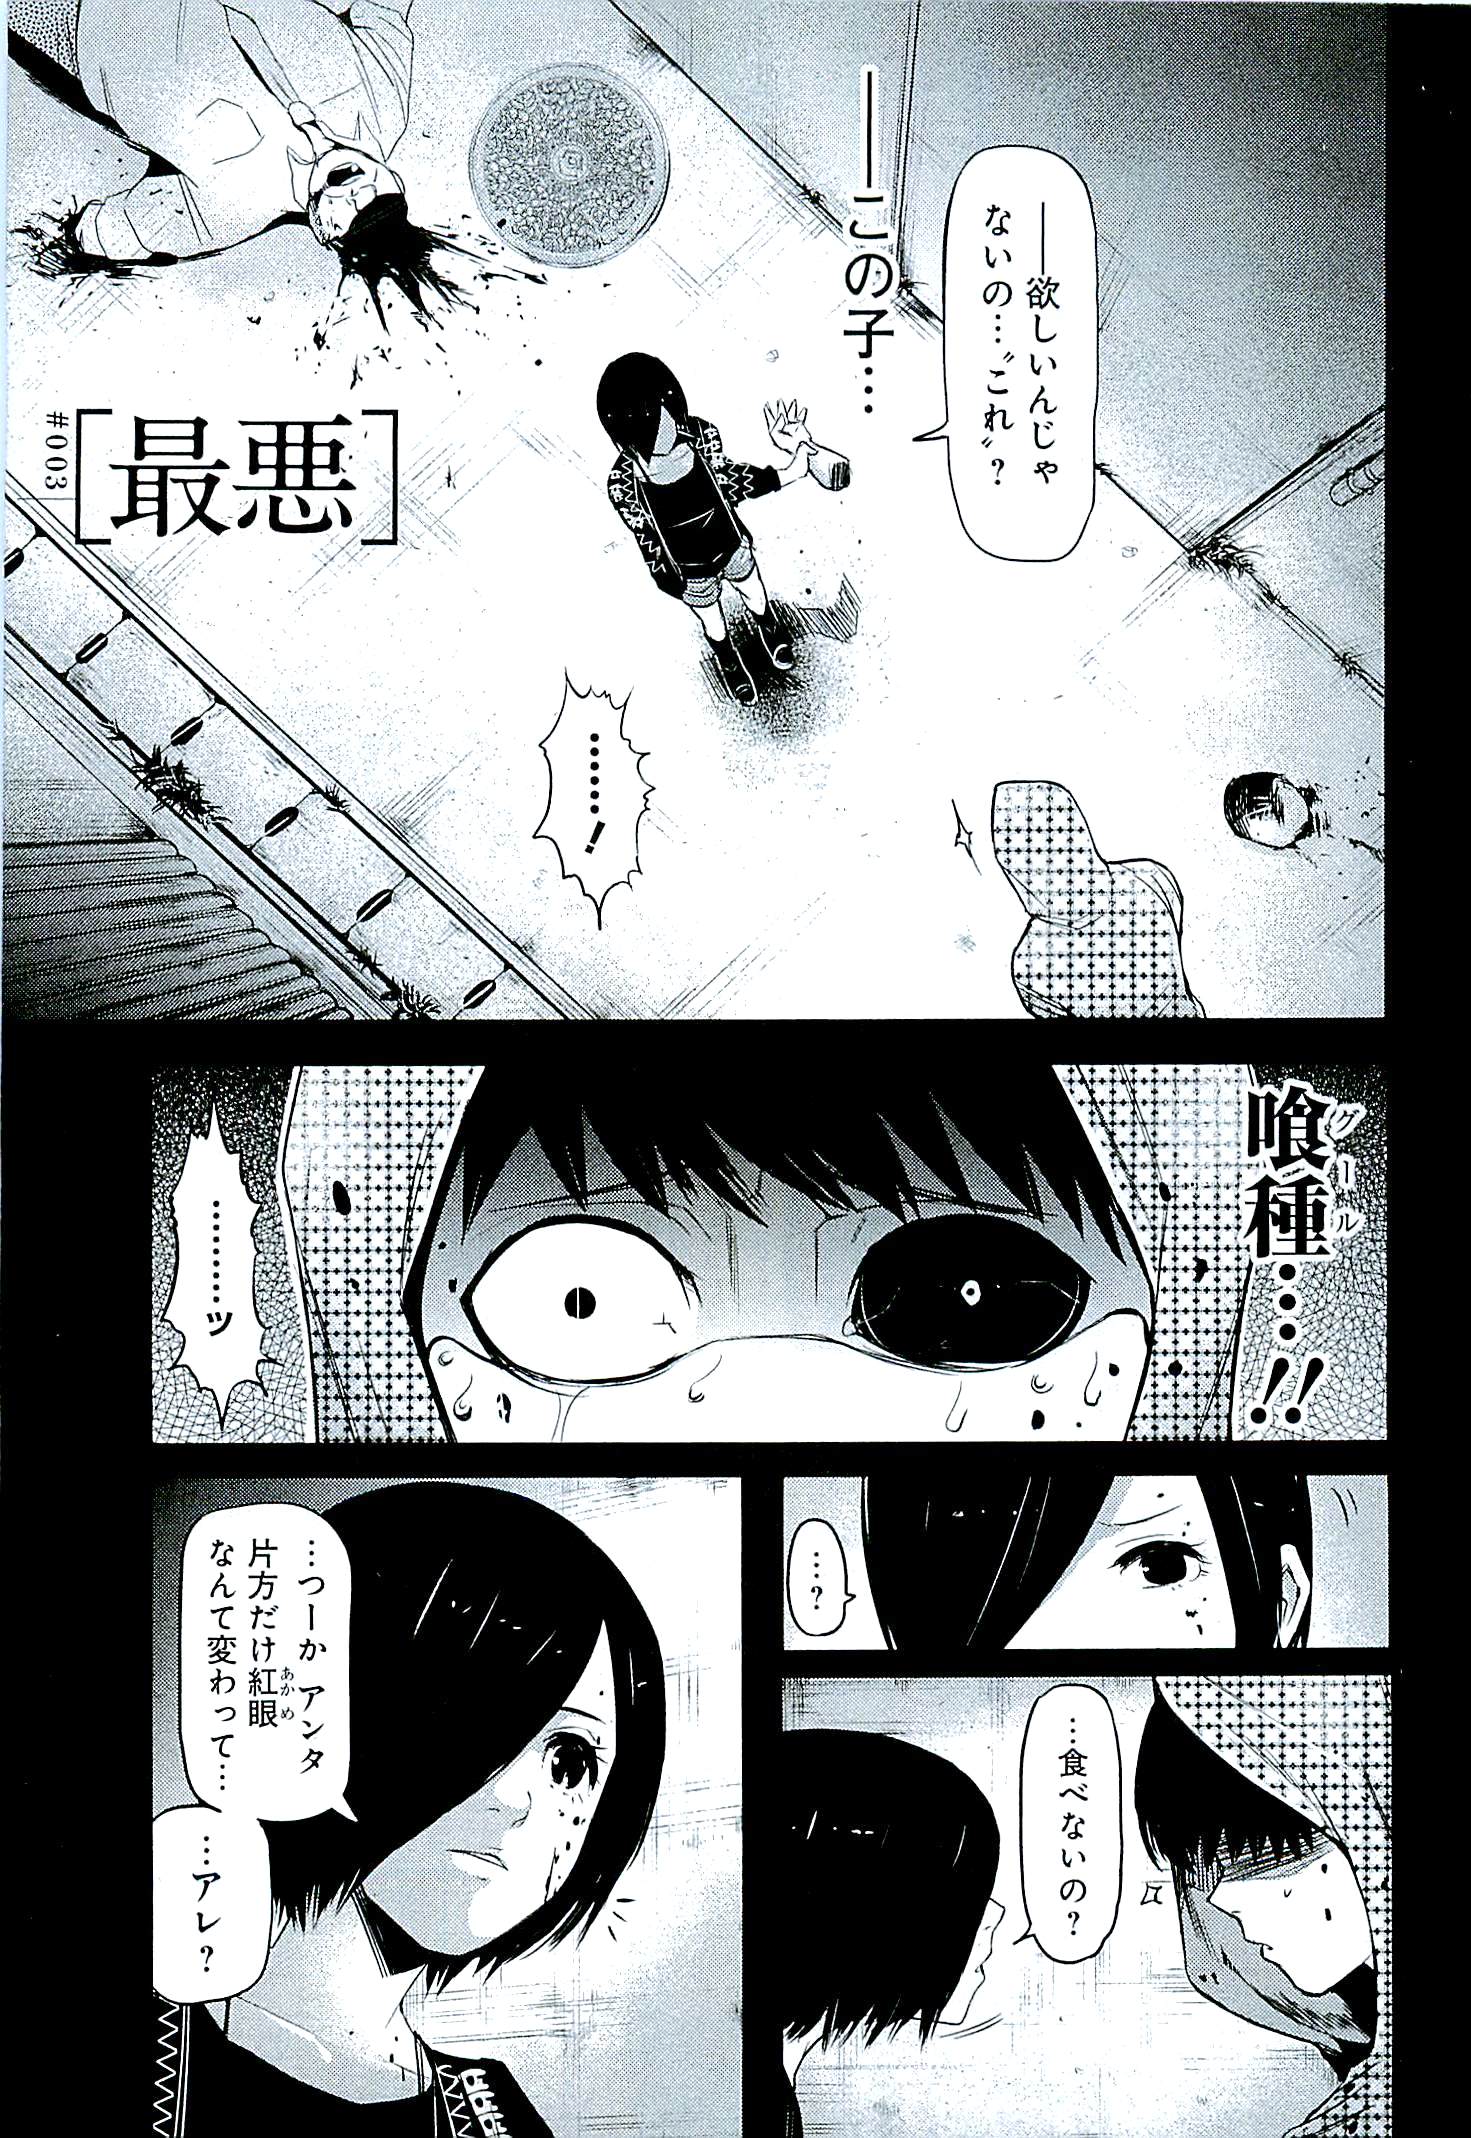 ――欲しいんじゃ
ないの…〝これ〟?
――この子…
#003
[最悪]
……!
喰種……!!
グール
………ッ
…?
…食べないの?
…つーか アンタ
片方だけ紅眼
あかめ
なんて変わって…
…アレ?